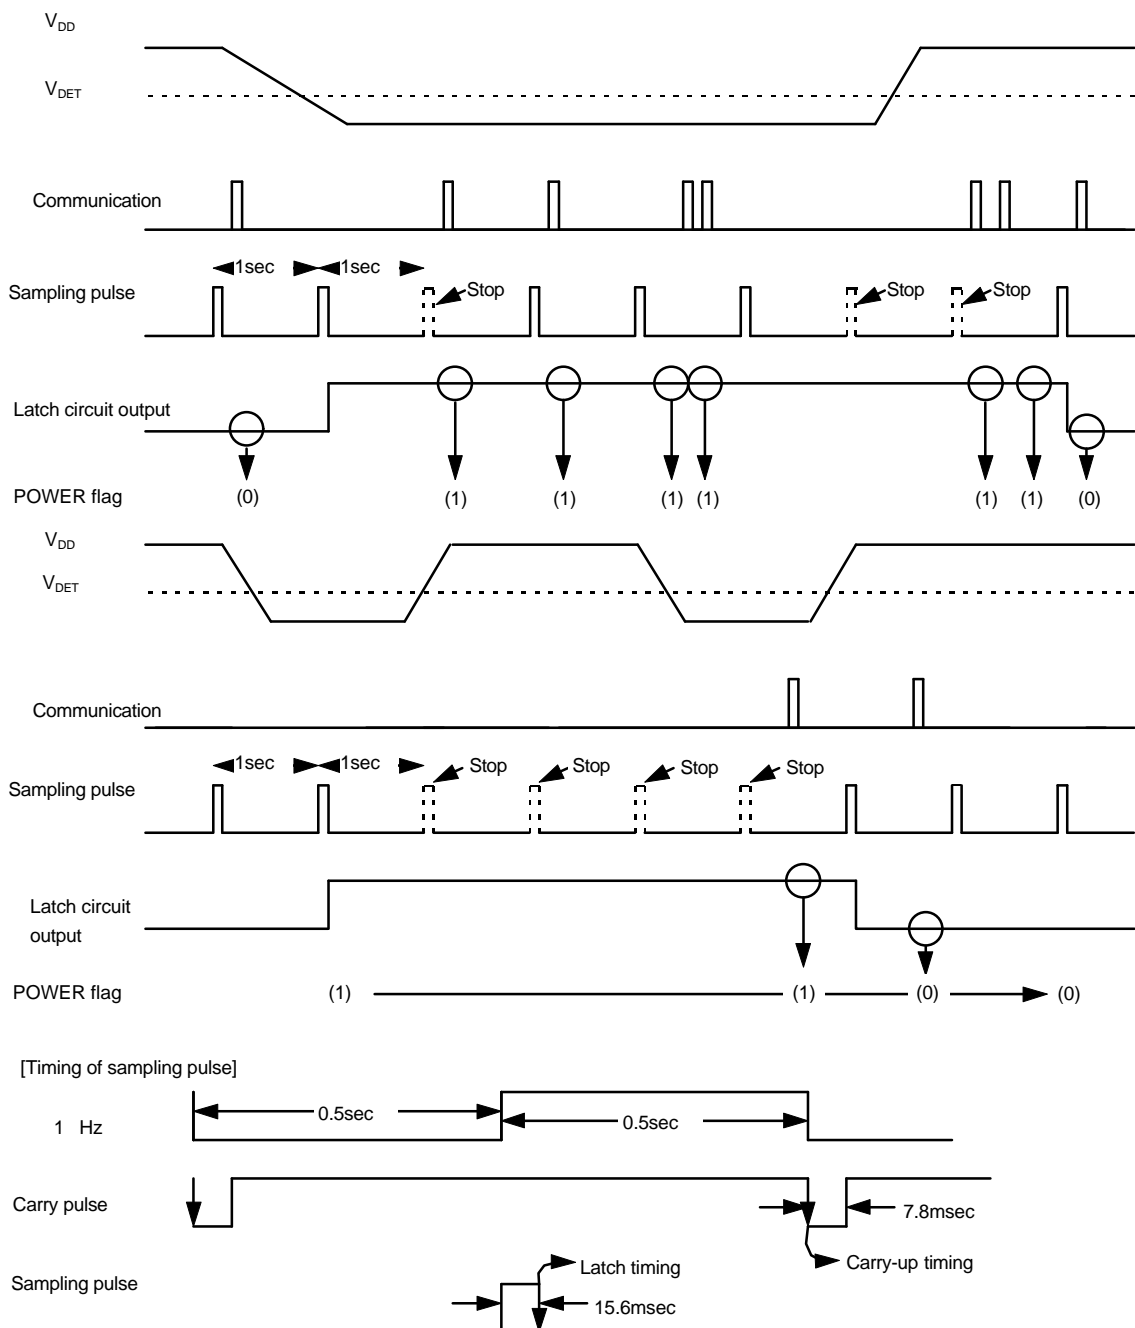 VDD
VDET
Communication
1sec 1sec
Sampling pulse Stop Stop Stop
Latch circuit output
POWER flag (0) (1) (1) (1) (1) (1) (1) (0)
VDD
VDET
Communication
1sec 1sec Stop Stop Stop Stop
Sampling pulse
Latch circuit
output
POWER flag (1) (1) (0) (0)
[Timing of sampling pulse]
0.5sec 0.5sec
1 Hz
Carry pulse 7.8msec
Latch timing Carry-up timing
Sampling pulse
15.6msec